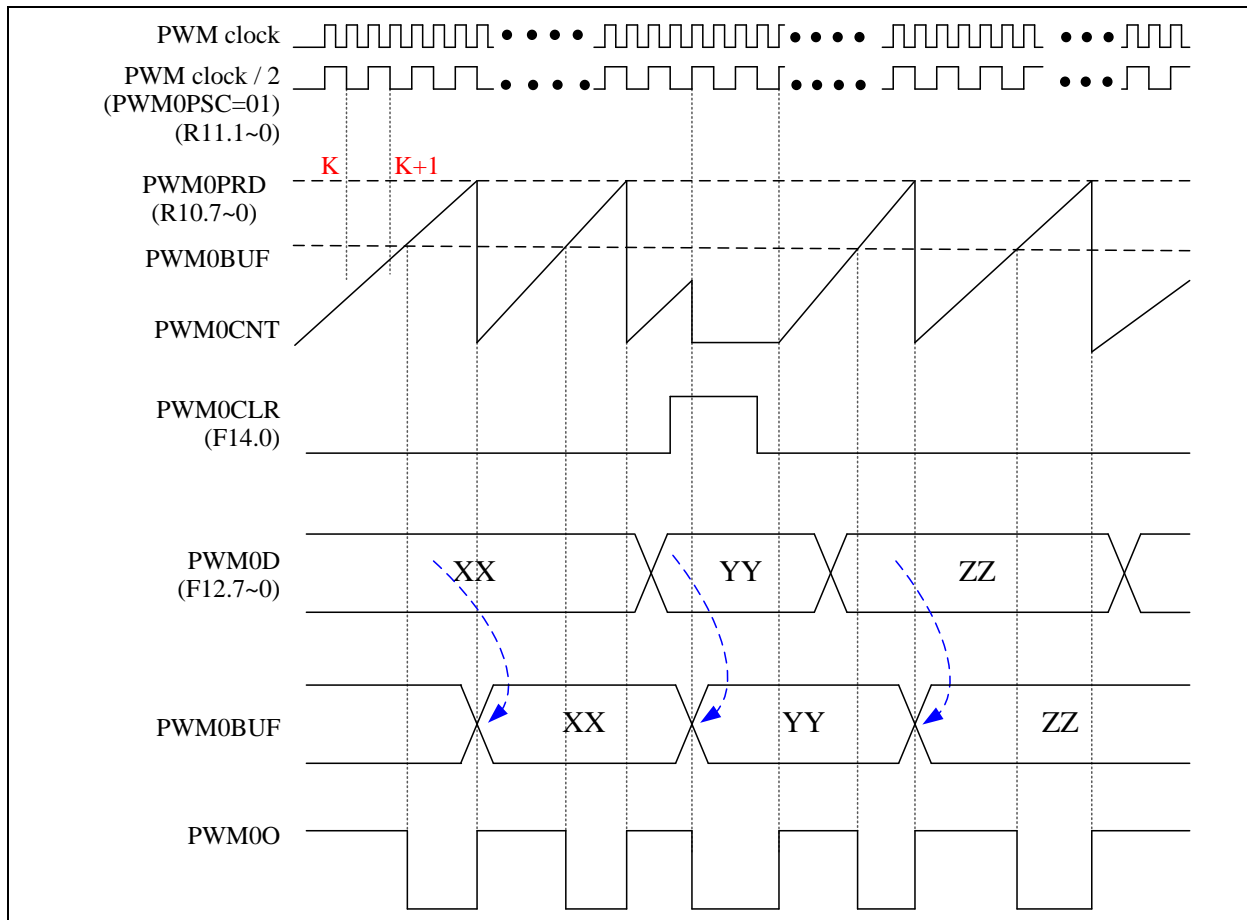 PWM clock
PWM clock / 2
(PWM0PSC=01)
(R11.1~0)
K
K+1
PWM0PRD
(R10.7~0)
PWM0BUF
PWM0CNT
PWM0CLR
(F14.0)
PWM0D
(F12.7~0)
XX
YY
ZZ
PWM0BUF
XX
YY
ZZ
PWM0O